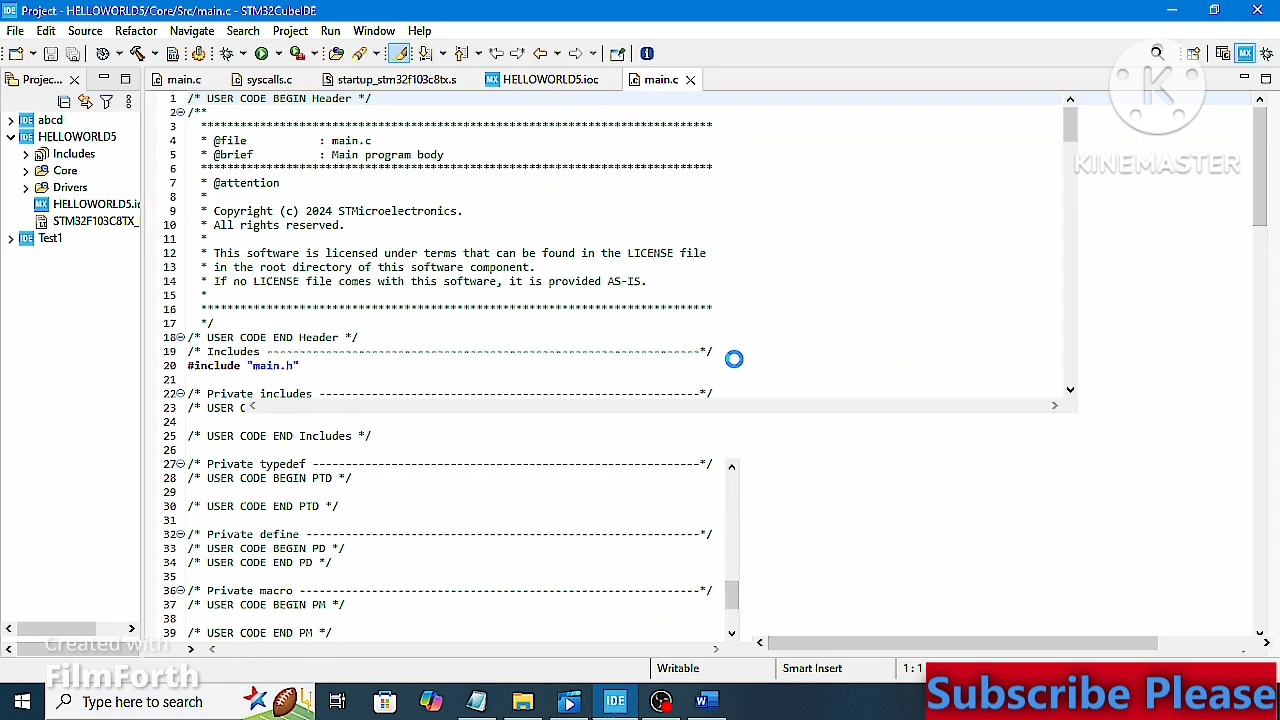 Project - HELLOWORLD5/Core/Src/main.c - STM32CubeIDE
File Edit Source Refactor Navigate Search Project Run Window Help
Projec...
main.c
syscalls.c
startup_stm32f103c8tx.s
HELLOWORLD5.ioc
main.c
abcd
HELLOWORLD5
Includes
Core
Drivers
HELLOWORLD5.io
STM32F103C8TX_
Test1
1 /* USER CODE BEGIN Header */
2 /**
3 ******************************************************************************
4 * @file : main.c
5 * @brief : Main program body
6 ******************************************************************************
7 * @attention
8 *
9 * Copyright (c) 2024 STMicroelectronics.
10 * All rights reserved.
11 *
12 * This software is licensed under terms that can be found in the LICENSE file
13 * in the root directory of this software component.
14 * If no LICENSE file comes with this software, it is provided AS-IS.
15 *
16 ******************************************************************************
17 */
18 /* USER CODE END Header */
19 /* Includes ------------------------------------------------------------------*/
20 #include "main.h"
21
22 /* Private includes ----------------------------------------------------------*/
23 /* USER C
24
25 /* USER CODE END Includes */
26
27 /* Private typedef -----------------------------------------------------------*/
28 /* USER CODE BEGIN PTD */
29
30 /* USER CODE END PTD */
31
32 /* Private define ------------------------------------------------------------*/
33 /* USER CODE BEGIN PD */
34 /* USER CODE END PD */
35
36 /* Private macro -------------------------------------------------------------*/
37 /* USER CODE BEGIN PM */
38
39 /* USER CODE END PM */
K
KINEMASTER
Created with
FilmForth
Writable
Smart Insert
1 : 1
Subscribe Please
Type here to search